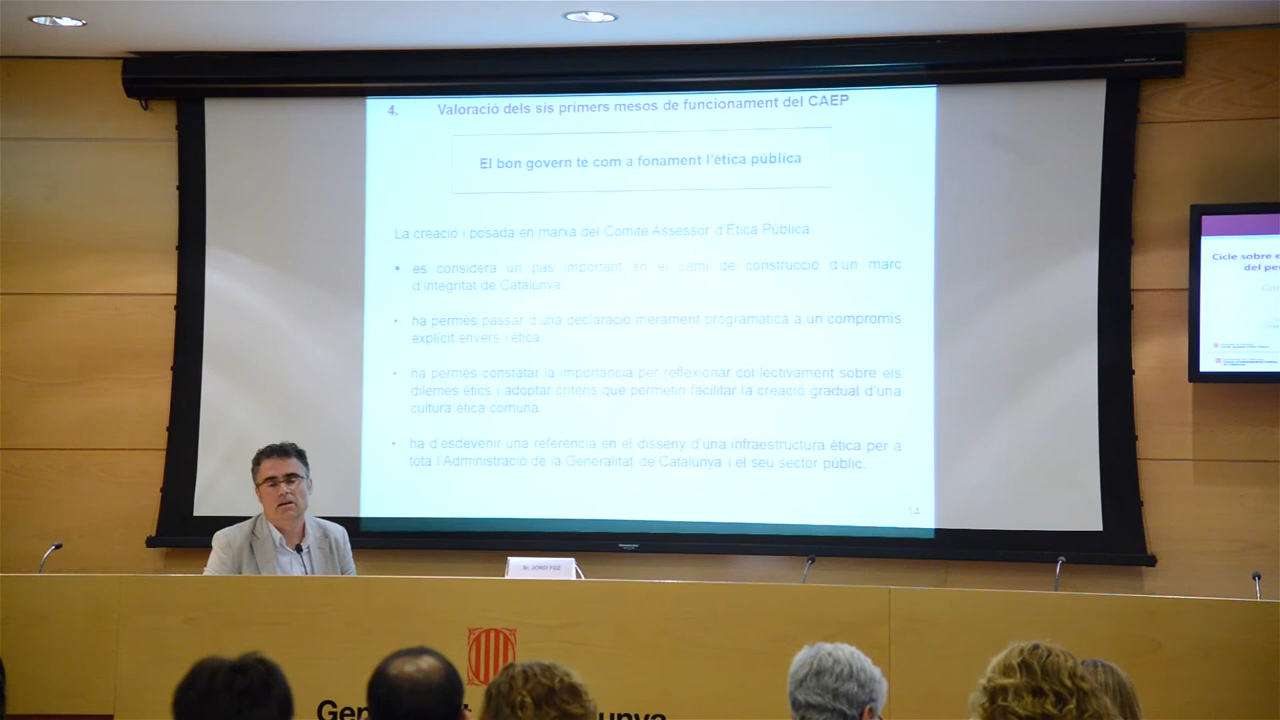 4. Valoració dels sis primers mesos de funcionament del CAEP
El bon govern té com a fonament l'ètica pública
La creació i posada en marxa del Comitè Assessor d'Ètica Pública:
• es considera un pas important en el camí de construcció d'un marc
d'integritat de Catalunya.
• ha permès passar d'una declaració merament programàtica a un compromís
explícit envers l'ètica.
• ha permès constatar la importància per reflexionar col·lectivament sobre els
dilemes ètics i adoptar criteris que permetin facilitar la creació gradual d'una
cultura ètica comuna.
• ha d'esdevenir una referència en el disseny d'una infraestructura ètica per a
tota l'Administració de la Generalitat de Catalunya i el seu sector públic.
14
Cicle sobre
del
Sr. JORDI FOZ